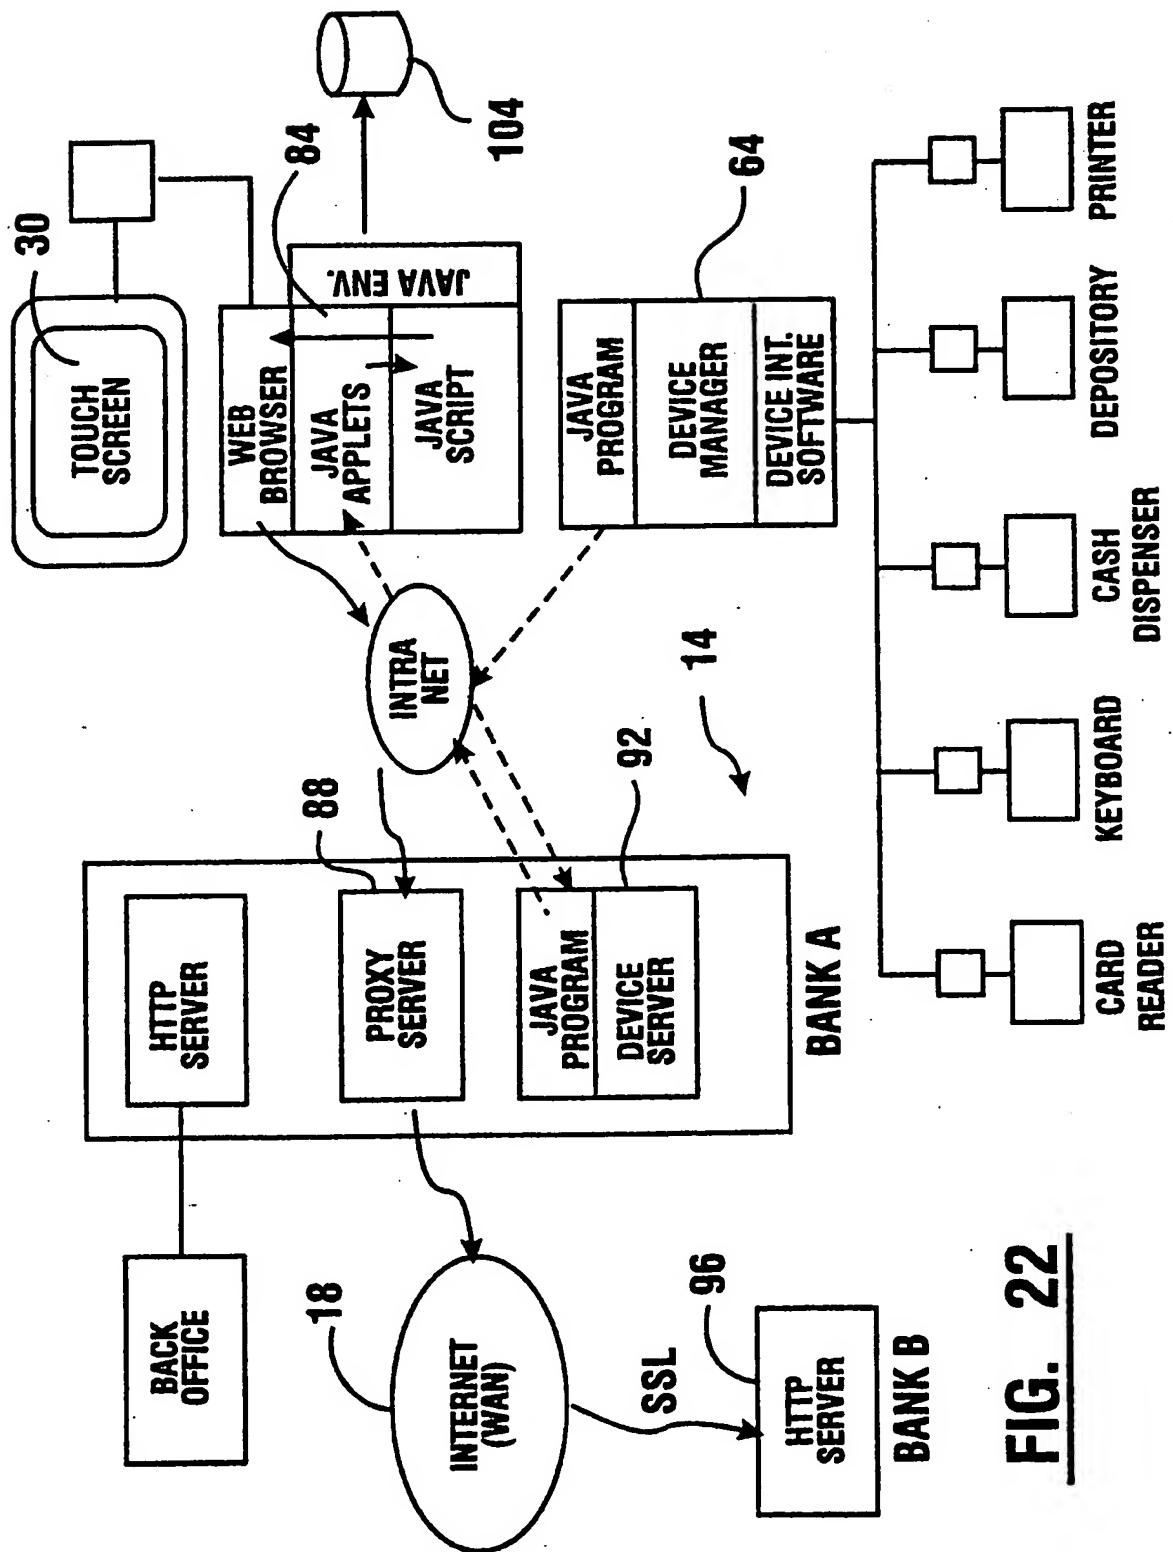 BACK
OFFICE
HTTP
SERVER
30
TOUCH
SCREEN
18
INTERNET
(WAN)
88
PROXY
SERVER
INTRA
NET
WEB
BROWSER
JAVA
APPLETS
JAVA
SCRIPT
JAVA ENV.
84
104
SSL
96
HTTP
SERVER
BANK B
JAVA
PROGRAM
DEVICE
SERVER
92
BANK A
14
JAVA
PROGRAM
DEVICE
MANAGER
DEVICE INT.
SOFTWARE
64
CARD
READER
KEYBOARD
CASH
DISPENSER
DEPOSITORY
PRINTER
FIG. 22